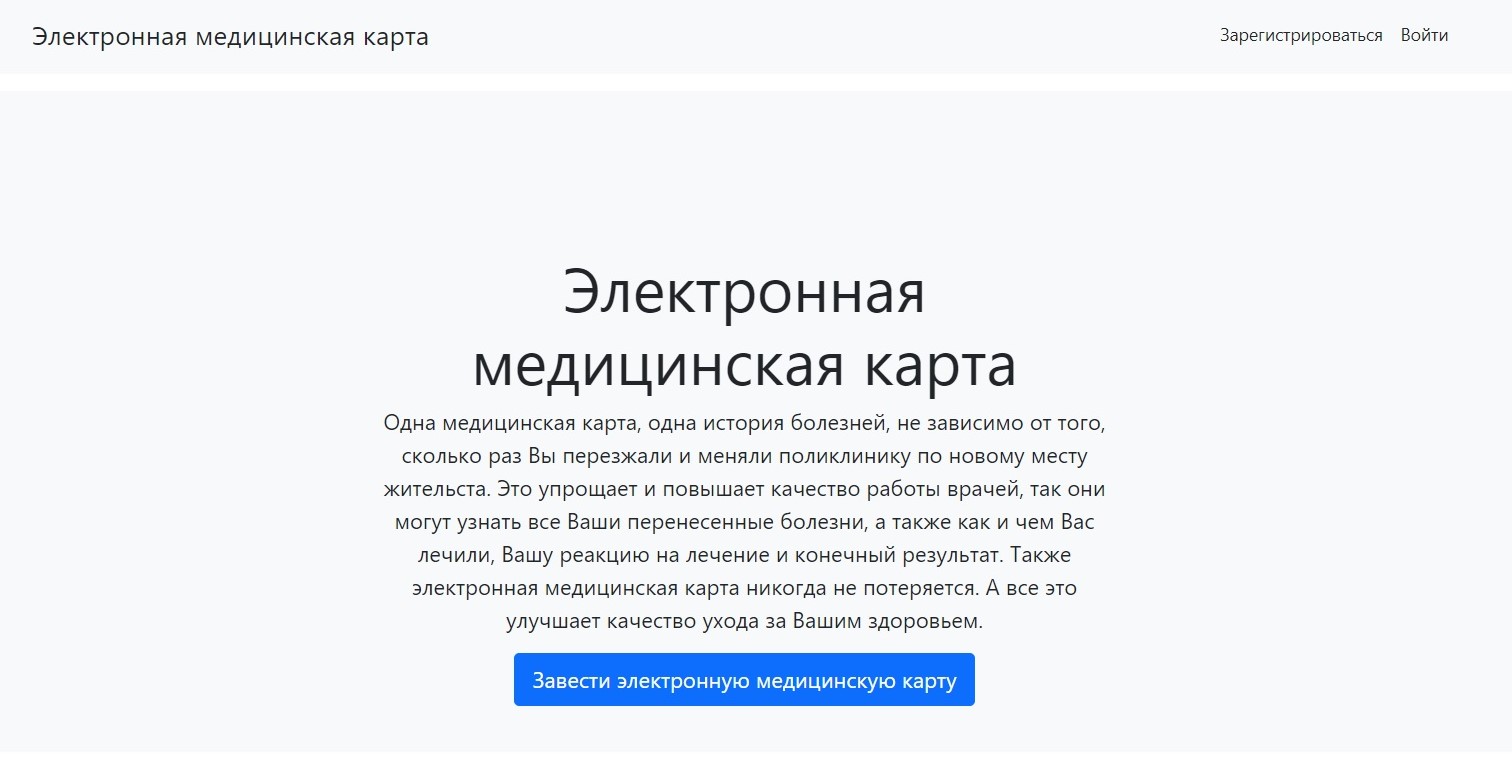 Электронная медицинская карта
Зарегистрироваться Войти
Электронная
медицинская карта
Одна медицинская карта, одна история болезней, не зависимо от того,
сколько раз Вы перезжали и меняли поликлинику по новому месту
жительста. Это упрощает и повышает качество работы врачей, так они
могут узнать все Ваши перенесенные болезни, а также как и чем Вас
лечили, Вашу реакцию на лечение и конечный результат. Также
электронная медицинская карта никогда не потеряется. А все это
улучшает качество ухода за Вашим здоровьем.
Завести электронную медицинскую карту